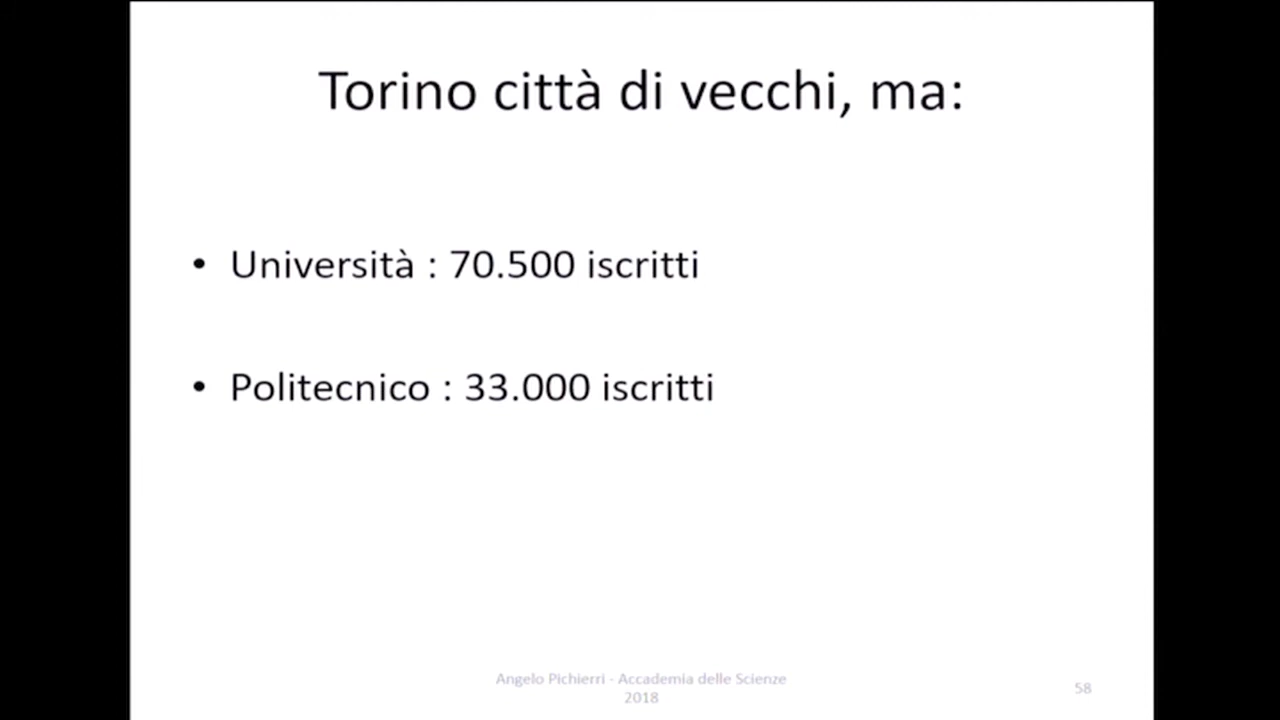 Torino città di vecchi, ma:
• Università : 70.500 iscritti
• Politecnico : 33.000 iscritti
Angelo Pichierri - Accademia delle Scienze
2018
58